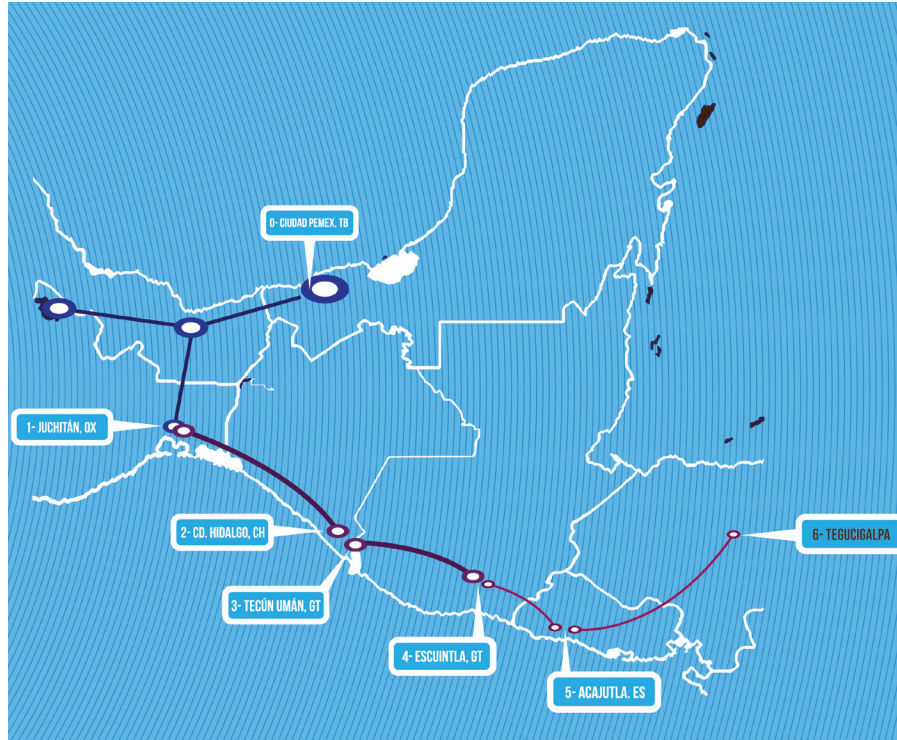 0- CIUDAD PEMEX, TB
1- JUCHITÁN, OX
2- CD. HIDALGO, CH
3- TECÚN UMÁN, GT
4- ESCUINTLA, GT
5- ACAJUTLA. ES
6- TEGUCIGALPA